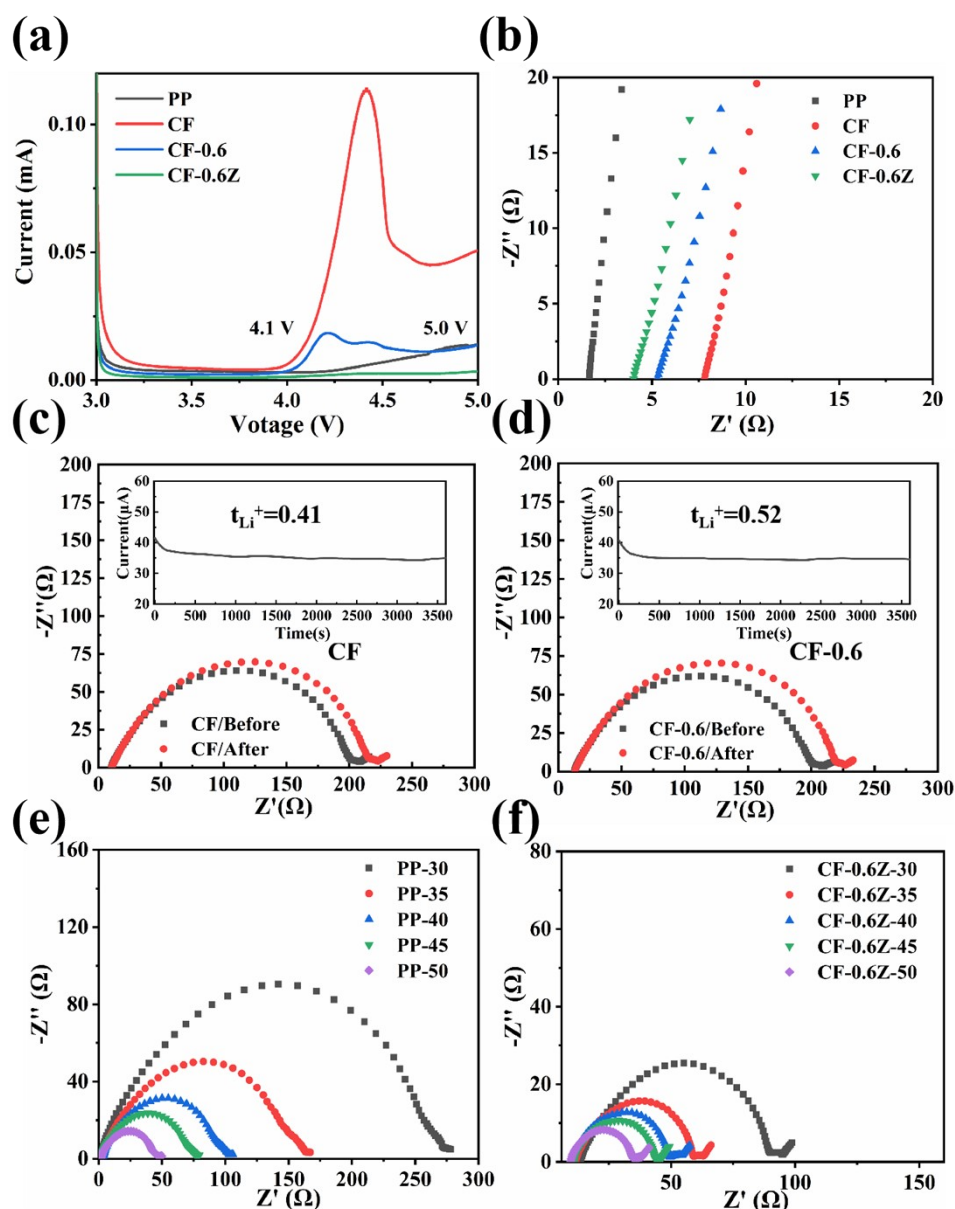 (a)
PP
CF
CF-0.6
CF-0.6Z
4.1 V
5.0 V
0.00
0.05
0.10
Current (mA)
3.0 3.5 4.0 4.5 5.0
Votage (V)
(b)
PP
CF
CF-0.6
CF-0.6Z
0
5
10
15
20
-Z'' (Ω)
0 5 10 15 20
Z' (Ω)
(c)
200
175
150
125
100
75
50
25
0
-Z''(Ω)
60
50
40
30
20
Current(μA)
tLi+=0.41
0 500 1000 1500 2000 2500 3000 3500
Time(s)
CF
CF/Before
CF/After
0 50 100 150 200 250 300
Z'(Ω)
(d)
200
175
150
125
100
75
50
25
0
-Z''(Ω)
60
50
40
30
20
Current(μA)
tLi+=0.52
0 500 1000 1500 2000 2500 3000 3500
Time(s)
CF-0.6
CF-0.6/Before
CF-0.6/After
0 50 100 150 200 250 300
Z'(Ω)
(e)
160
120
80
40
0
-Z'' (Ω)
PP-30
PP-35
PP-40
PP-45
PP-50
0 50 100 150 200 250 300
Z' (Ω)
(f)
80
60
40
20
0
-Z'' (Ω)
CF-0.6Z-30
CF-0.6Z-35
CF-0.6Z-40
CF-0.6Z-45
CF-0.6Z-50
50 100 150
Z' (Ω)